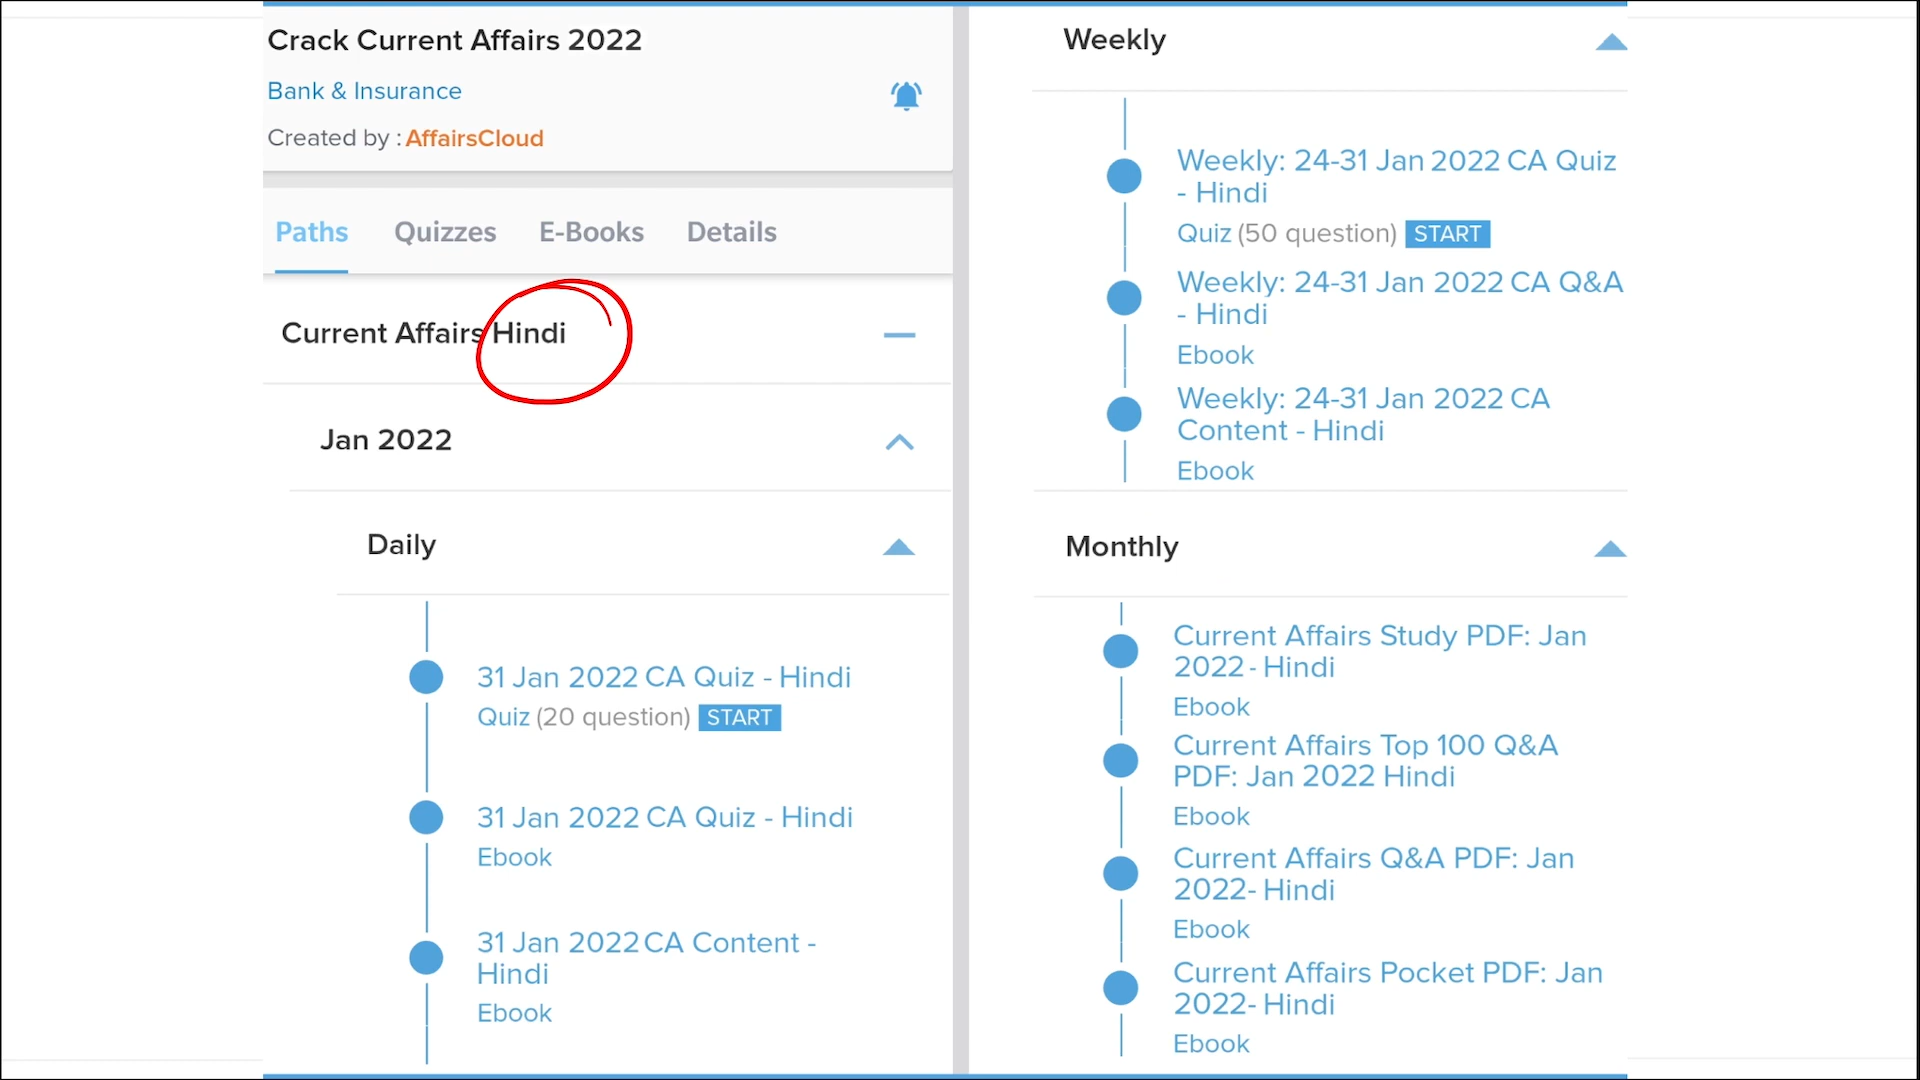 Crack Current Affairs 2022
Bank & Insurance
Created by : AffairsCloud
Paths Quizzes E-Books Details
Current Affairs Hindi
Jan 2022
Daily
31 Jan 2022 CA Quiz - Hindi
Quiz (20 question) START
31 Jan 2022 CA Quiz - Hindi
Ebook
31 Jan 2022 CA Content -
Hindi
Ebook
Weekly
Weekly: 24-31 Jan 2022 CA Quiz
- Hindi
Quiz (50 question) START
Weekly: 24-31 Jan 2022 CA Q&A
- Hindi
Ebook
Weekly: 24-31 Jan 2022 CA
Content - Hindi
Ebook
Monthly
Current Affairs Study PDF: Jan
2022 - Hindi
Ebook
Current Affairs Top 100 Q&A
PDF: Jan 2022 Hindi
Ebook
Current Affairs Q&A PDF: Jan
2022- Hindi
Ebook
Current Affairs Pocket PDF: Jan
2022- Hindi
Ebook